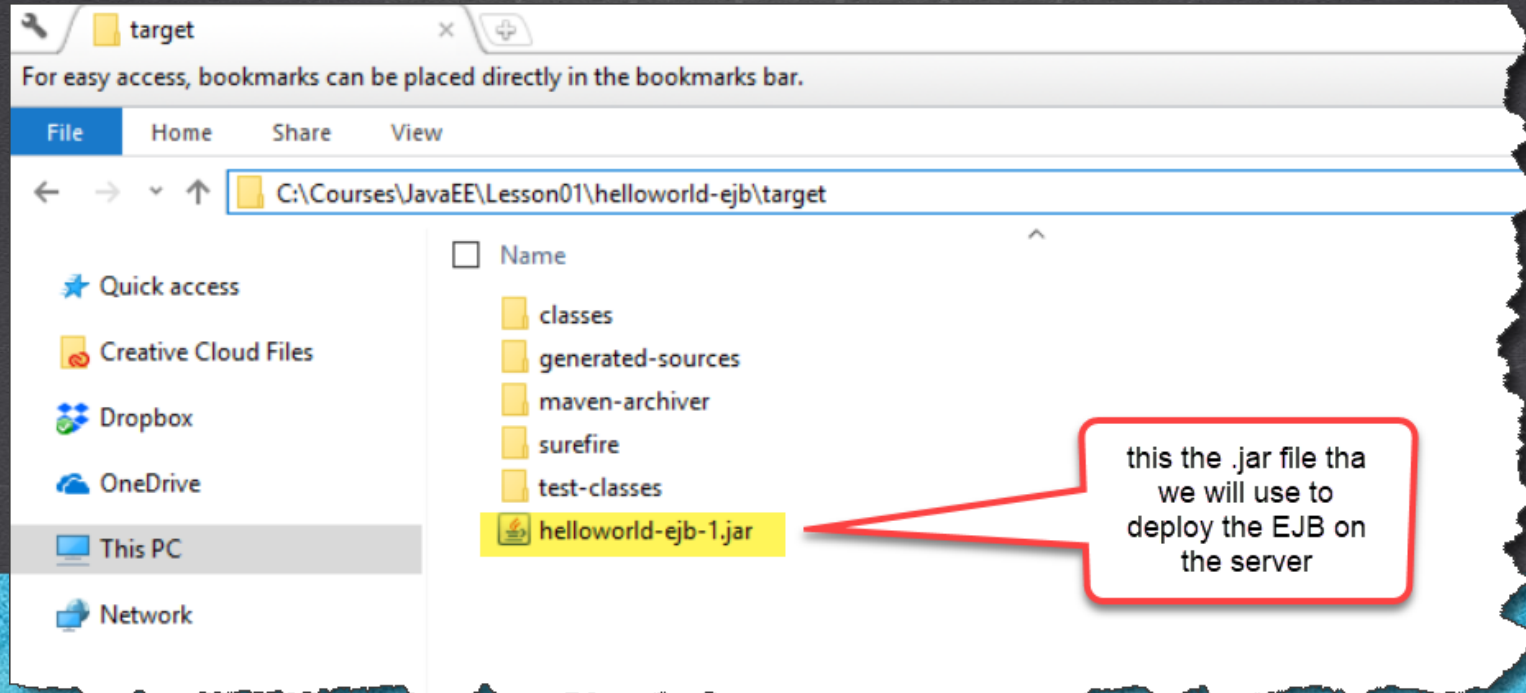 target
For easy access, bookmarks can be placed directly in the bookmarks bar.
File Home Share View
C:\Courses\JavaEE\Lesson01\helloworld-ejb\target
Name
Quick access
Creative Cloud Files
Dropbox
OneDrive
This PC
Network
classes
generated-sources
maven-archiver
surefire
test-classes
helloworld-ejb-1.jar
this the .jar file tha
we will use to
deploy the EJB on
the server